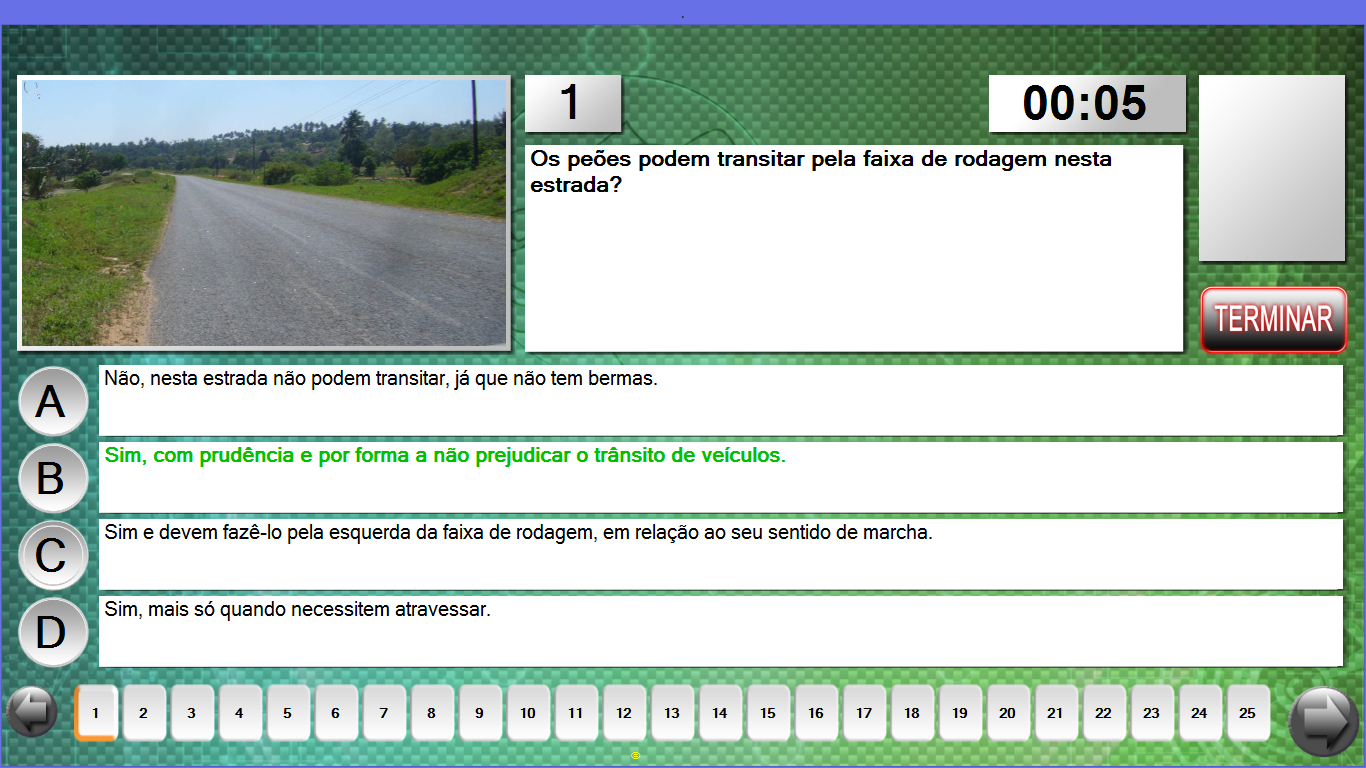 1
00:05
Os peões podem transitar pela faixa de rodagem nesta
estrada?
TERMINAR
A
Não, nesta estrada não podem transitar, já que não tem bermas.
B
Sim, com prudência e por forma a não prejudicar o trânsito de veículos.
C
Sim e devem fazê-lo pela esquerda da faixa de rodagem, em relação ao seu sentido de marcha.
D
Sim, mais só quando necessitem atravessar.
1 2 3 4 5 6 7 8 9 10 11 12 13 14 15 16 17 18 19 20 21 22 23 24 25